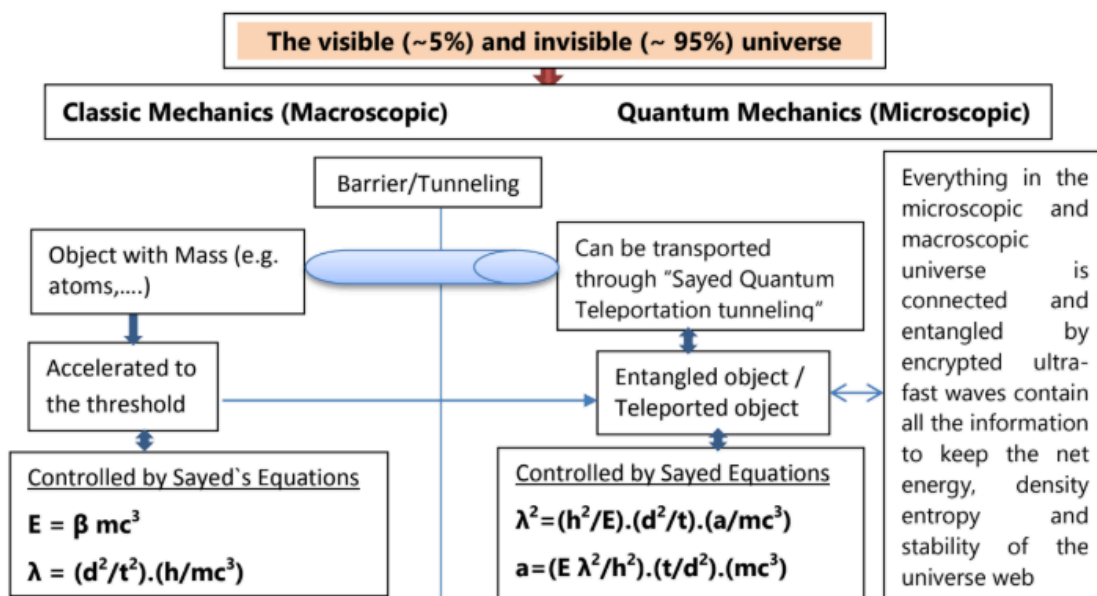 The visible (~5%) and invisible (~ 95%) universe
Classic Mechanics (Macroscopic)
Quantum Mechanics (Microscopic)
Barrier/Tunneling
Object with Mass (e.g.
atoms,....)
Can be transported
through "Sayed Quantum
Teleportation tunneling"
Accelerated to
the threshold
Entangled object /
Teleported object
Controlled by Sayed`s Equations
E = β mc³
λ = (d²/t²).(h/mc³)
Controlled by Sayed Equations
λ²=(h²/E).(d²/t).(a/mc³)
a=(E λ²/h²).(t/d²).(mc³)
Everything in the
microscopic and
macroscopic
universe is
connected and
entangled by
encrypted ultra-
fast waves contain
all the information
to keep the net
energy, density
entropy and
stability of the
universe web